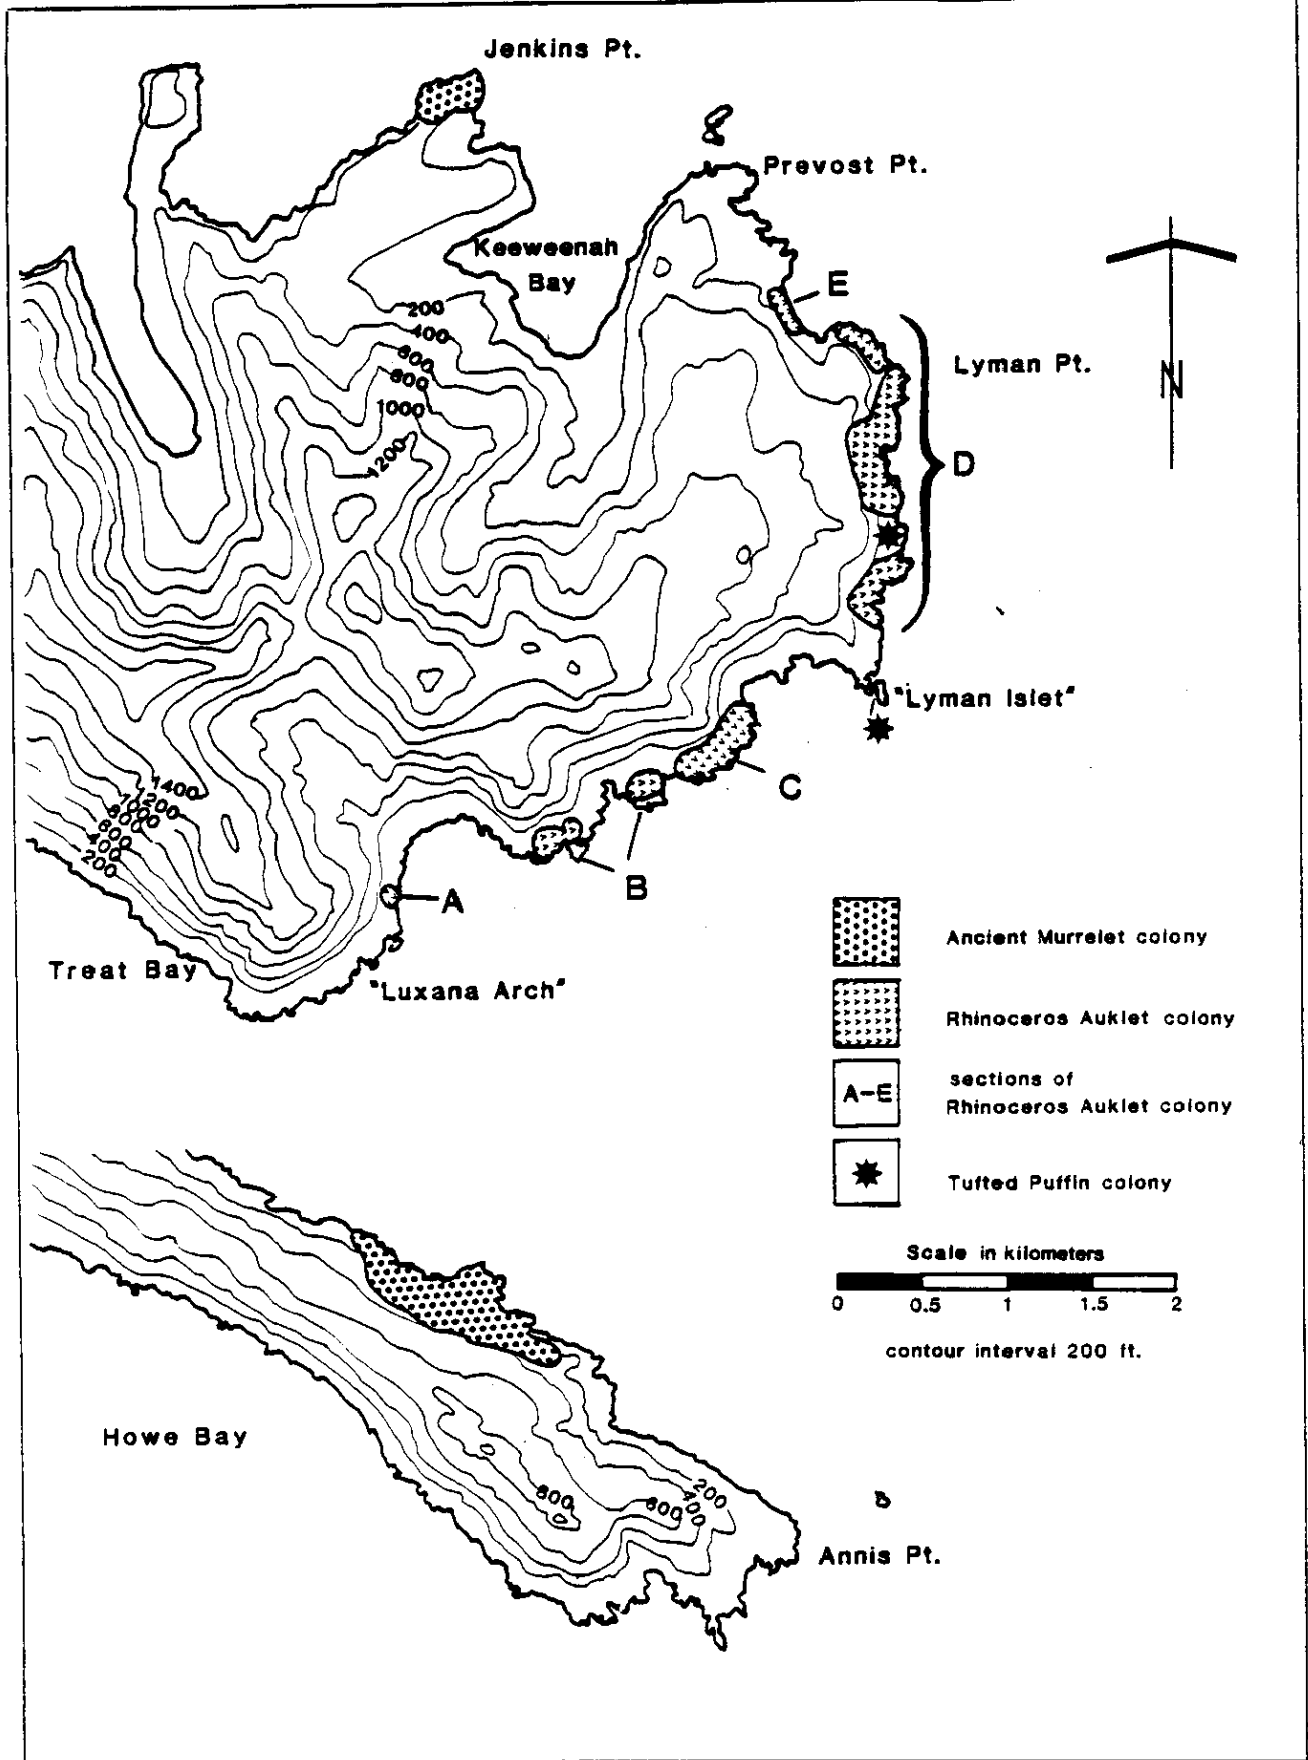 Jenkins Pt.
Prevost Pt.
Keeweenah
Bay
E
200
400
600
800
1000
1200
Lyman Pt.
N
D
"Lyman Islet"
C
1400
1200
800
600
400
200
B
A
Treat Bay
"Luxana Arch"
Ancient Murrelet colony
Rhinoceros Auklet colony
A-E
sections of
Rhinoceros Auklet colony
Tufted Puffin colony
Scale in kilometers
0 0.5 1 1.5 2
contour interval 200 ft.
Howe Bay
800
600
400
200
Annis Pt.